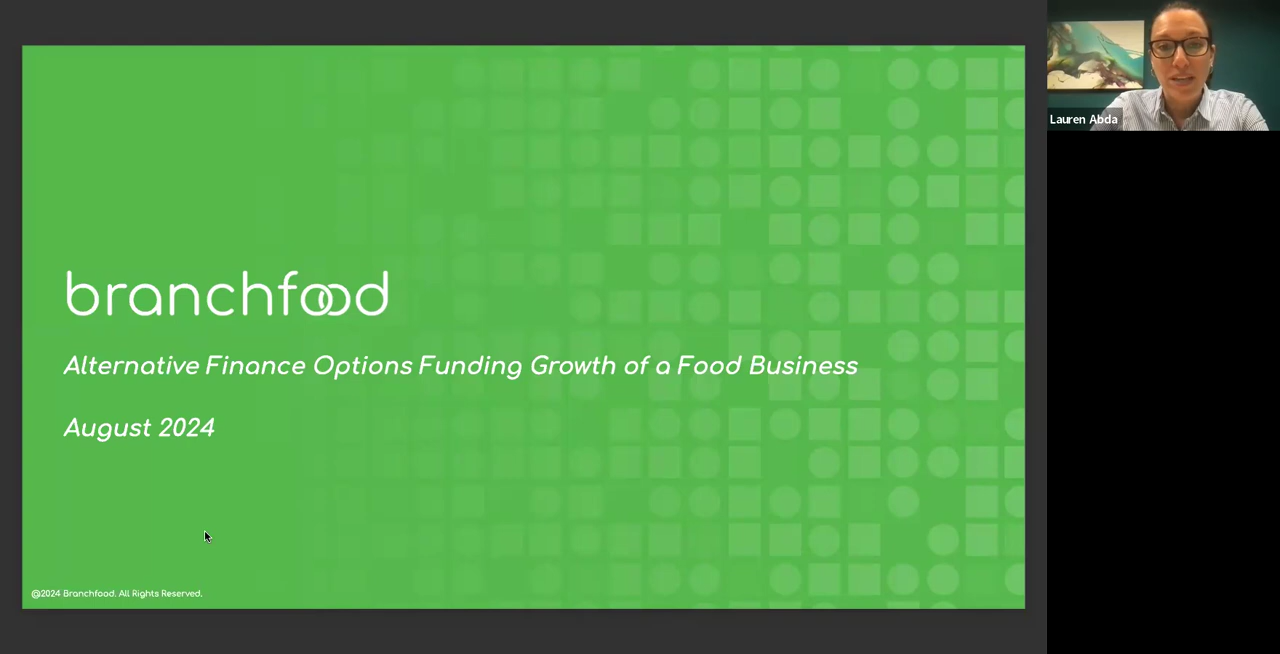 branchfood
Alternative Finance Options Funding Growth of a Food Business
August 2024
@2024 Branchfood. All Rights Reserved.
Lauren Abda